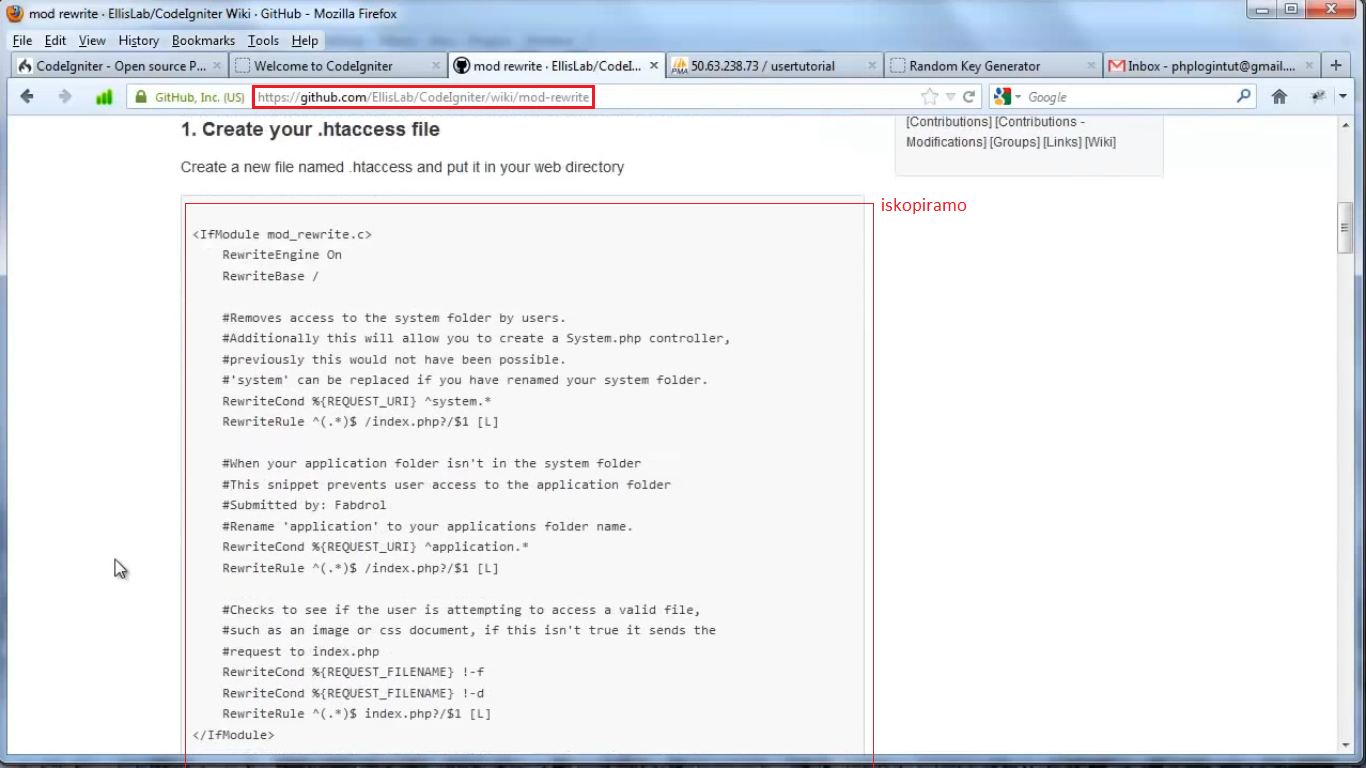 mod rewrite · EllisLab/CodeIgniter Wiki · GitHub - Mozilla Firefox
File Edit View History Bookmarks Tools Help
CodeIgniter - Open source P... Welcome to CodeIgniter mod rewrite · EllisLab/CodeI... PMA 50.63.238.73 / usertutorial Random Key Generator Inbox - phplogintut@gmail....
GitHub, Inc. (US) https://github.com/EllisLab/CodeIgniter/wiki/mod-rewrite Google
1. Create your .htaccess file
Create a new file named .htaccess and put it in your web directory
[Contributions] [Contributions -
Modifications] [Groups] [Links] [Wiki]
iskopiramo
<IfModule mod_rewrite.c>
RewriteEngine On
RewriteBase /
#Removes access to the system folder by users.
#Additionally this will allow you to create a System.php controller,
#previously this would not have been possible.
#'system' can be replaced if you have renamed your system folder.
RewriteCond %{REQUEST_URI} ^system.*
RewriteRule ^(.*)$ /index.php?/$1 [L]
#When your application folder isn't in the system folder
#This snippet prevents user access to the application folder
#Submitted by: Fabdrol
#Rename 'application' to your applications folder name.
RewriteCond %{REQUEST_URI} ^application.*
RewriteRule ^(.*)$ /index.php?/$1 [L]
#Checks to see if the user is attempting to access a valid file,
#such as an image or css document, if this isn't true it sends the
#request to index.php
RewriteCond %{REQUEST_FILENAME} !-f
RewriteCond %{REQUEST_FILENAME} !-d
RewriteRule ^(.*)$ index.php?/$1 [L]
</IfModule>